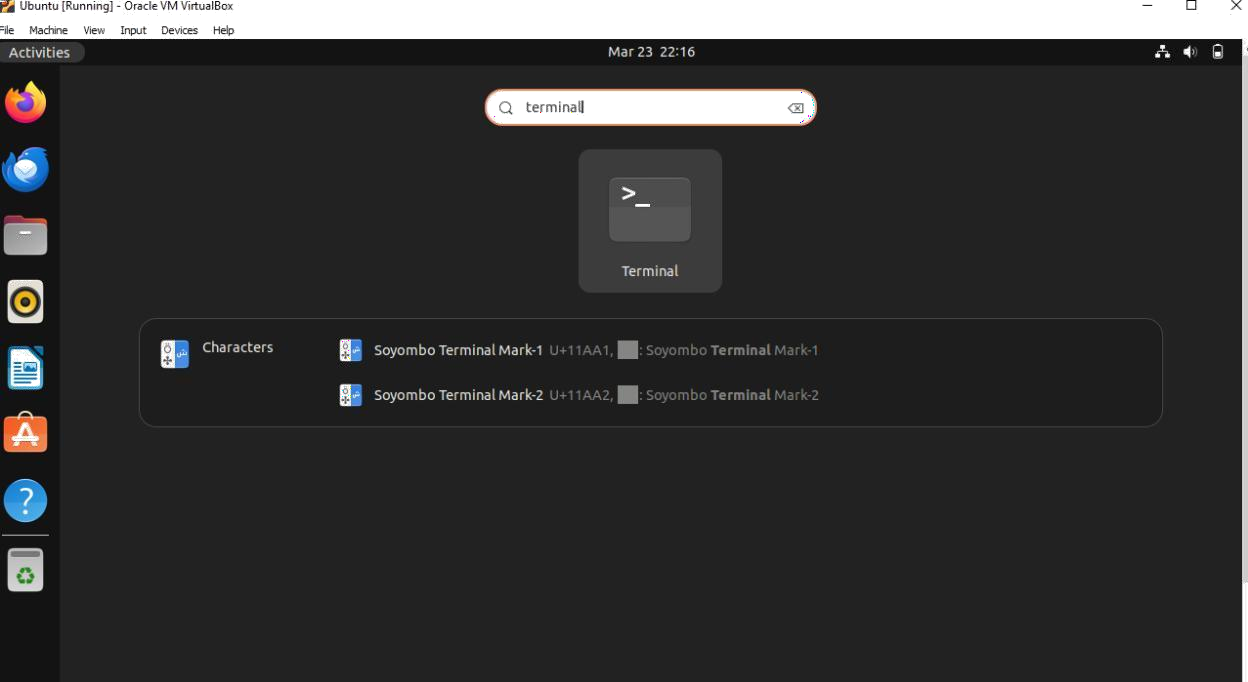 Ubuntu [Running] - Oracle VM VirtualBox
File Machine View Input Devices Help
Activities
Mar 23 22:16
terminal
>_
Terminal
Characters
Soyombo Terminal Mark-1 U+11AA1, : Soyombo Terminal Mark-1
Soyombo Terminal Mark-2 U+11AA2, : Soyombo Terminal Mark-2